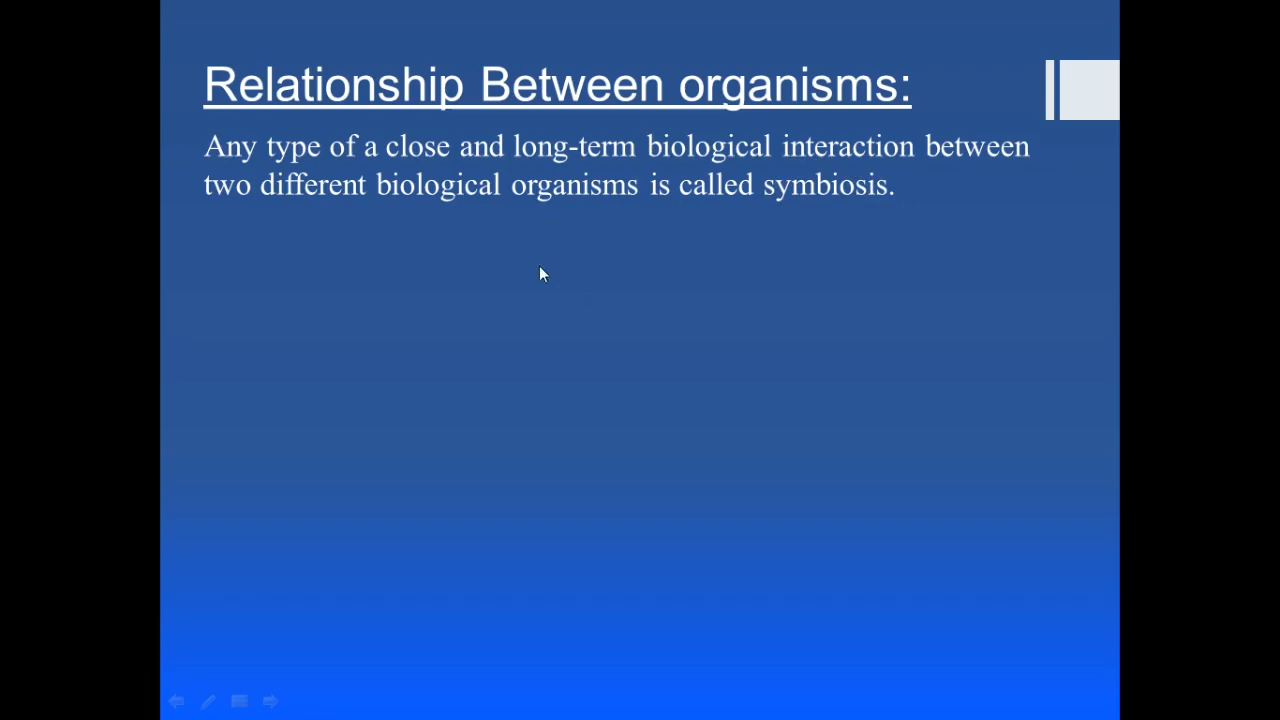 Relationship Between organisms:
Any type of a close and long-term biological interaction between
two different biological organisms is called symbiosis.